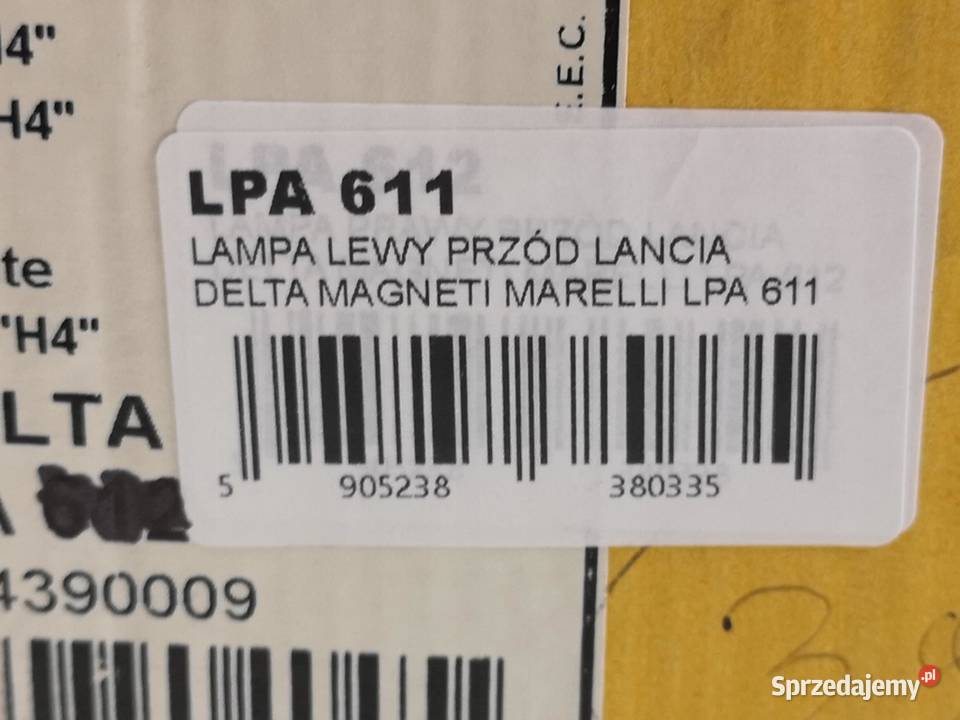 H4"
H4"
E.E.C.
LPA 611
LAMPA LEWY PRZÓD LANCIA
DELTA MAGNETI MARELLI LPA 611
5 905238 380335
te
"H4"
LTA
4390009
Sprzedajemy.pl